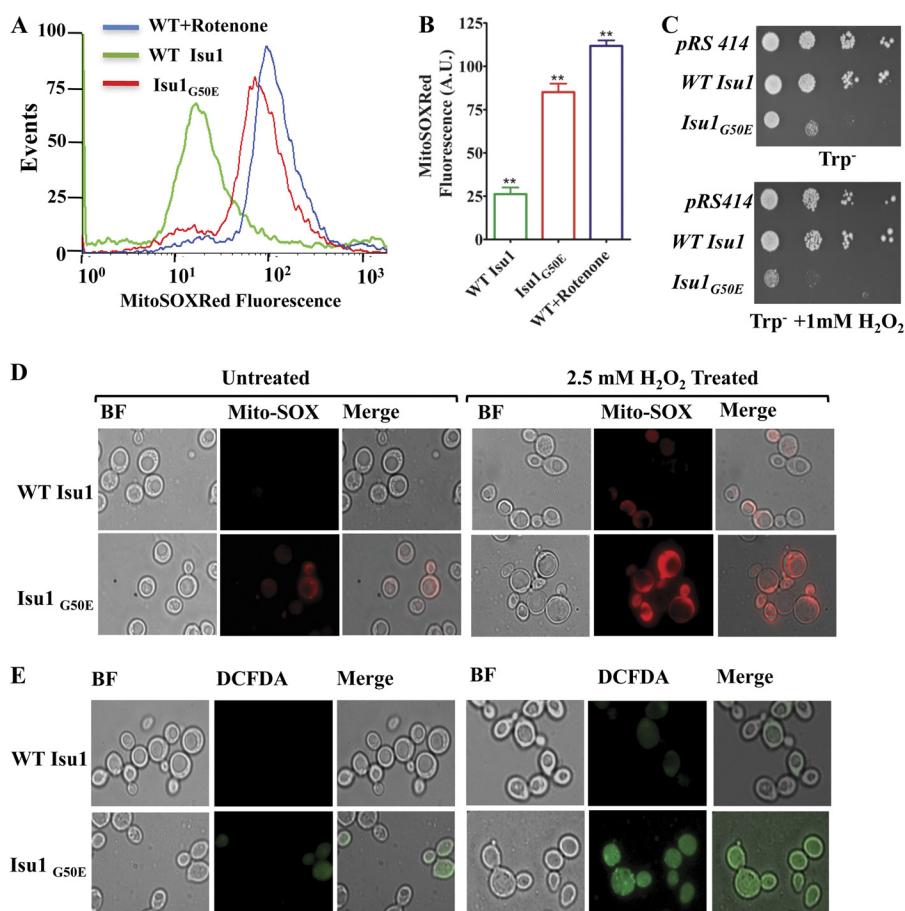 A
WT+Rotenone
WT Isu1
Isu1G50E
Events
100
75
50
25
0
10⁰ 10¹ 10² 10³
MitoSOXRed Fluorescence
B
**
**
**
MitoSOXRed
Fluorescence (A.U.)
125
100
75
50
25
0
WT Isu1
Isu1G50E
WT+Rotenone
C
pRS 414
WT Isu1
Isu1G50E
Trp⁻
pRS414
WT Isu1
Isu1G50E
Trp⁻ +1mM H₂O₂
D
Untreated
2.5 mM H₂O₂ Treated
BF Mito-SOX Merge
BF Mito-SOX Merge
WT Isu1
Isu1 G50E
E
BF DCFDA Merge
BF DCFDA Merge
WT Isu1
Isu1 G50E